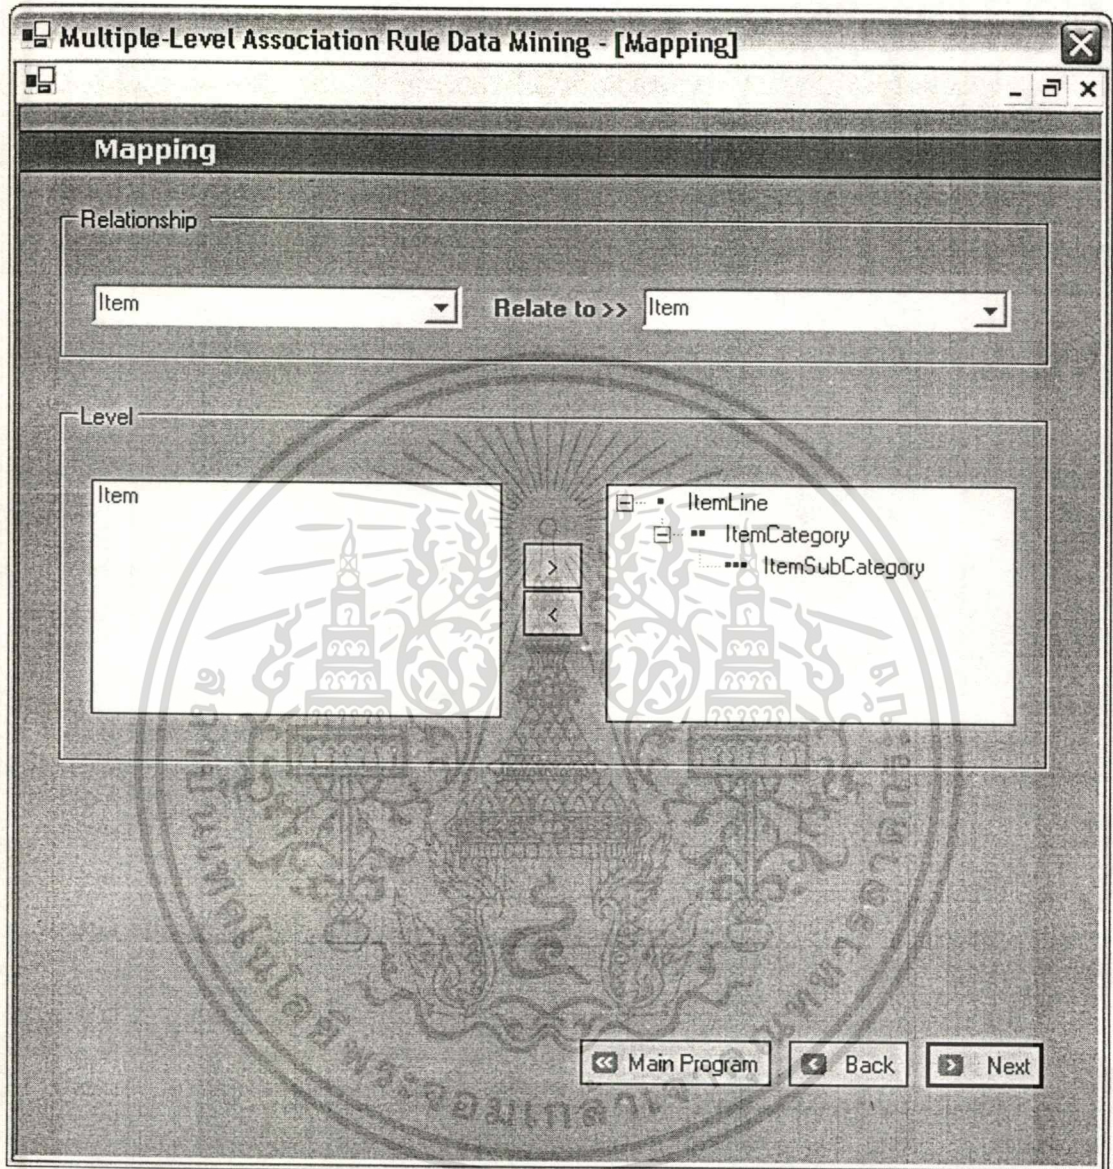 Multiple-Level Association Rule Data Mining - [Mapping]
Mapping
Relationship
Item
Relate to >>
Item
Level
Item
>
<
ItemLine
ItemCategory
ItemSubCategory
Main Program
Back
Next